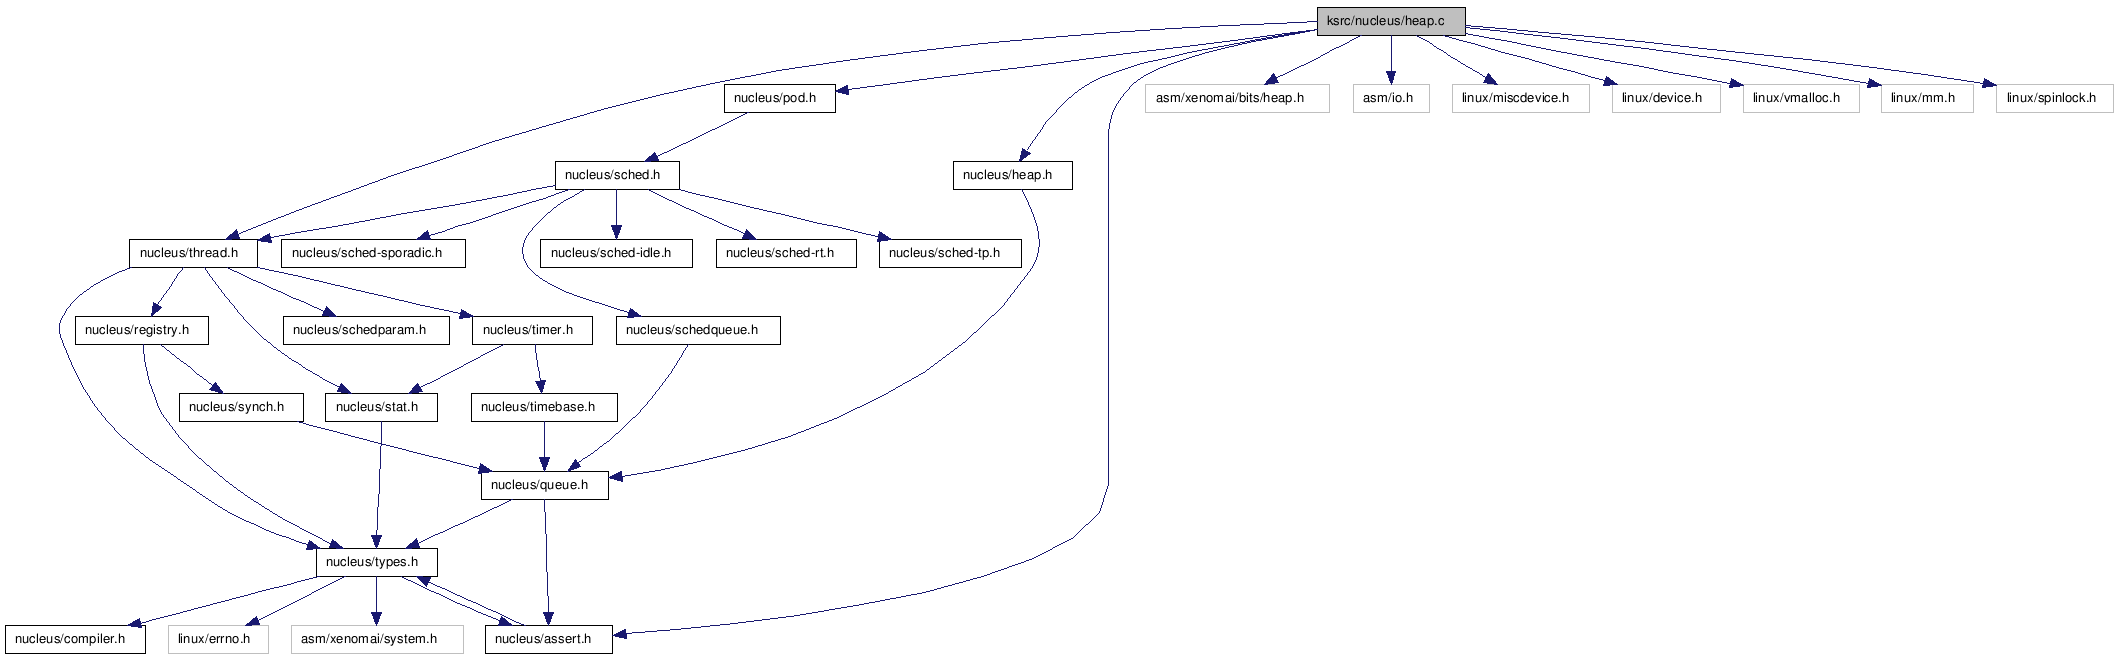 ksrc/nucleus/heap.c
nucleus/pod.h
asm/xenomai/bits/heap.h
asm/io.h
linux/miscdevice.h
linux/device.h
linux/vmalloc.h
linux/mm.h
linux/spinlock.h
nucleus/sched.h
nucleus/heap.h
nucleus/thread.h
nucleus/sched-sporadic.h
nucleus/sched-idle.h
nucleus/sched-rt.h
nucleus/sched-tp.h
nucleus/registry.h
nucleus/schedparam.h
nucleus/timer.h
nucleus/schedqueue.h
nucleus/synch.h
nucleus/stat.h
nucleus/timebase.h
nucleus/queue.h
nucleus/types.h
nucleus/compiler.h
linux/errno.h
asm/xenomai/system.h
nucleus/assert.h